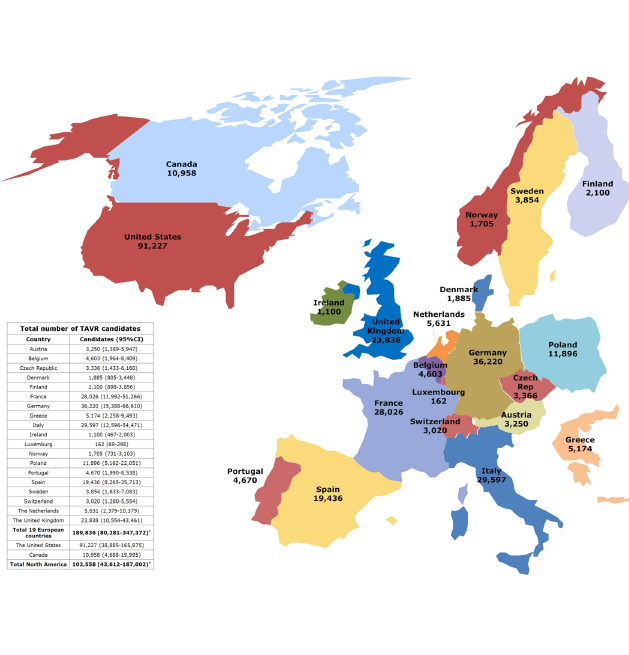 Canada
10,958
United States
91,227
Finland
2,100
Sweden
3,854
Norway
1,705
Denmark
1,885
Ireland
1,100
Netherlands
5,631
United
Kingdom
23,838
Poland
11,896
Germany
36,220
Belgium
4,603
Czech
Rep
3,366
Luxembourg
162
France
28,026
Austria
3,250
Switzerland
3,020
Greece
5,174
Italy
29,597
Portugal
4,670
Spain
19,436
Total number of TAVR candidates
Country Candidates (95%CI)
Austria 3,250 (1,389-5,947)
Belgium 4,603 (1,964-8,409)
Czech Republic 3,336 (1,433-6,160)
Denmark 1,885 (805-3,448)
Finland 2,100 (898-3,856)
France 28,026 (11,992-51,266)
Germany 36,220 (15,388-66,610)
Greece 5,174 (2,258-9,493)
Italy 29,597 (12,596-54,471)
Ireland 1,100 (467-2,003)
Luxemburg 162 (69-298)
Norway 1,705 (731-3,103)
Poland 11,896 (5,162-22,051)
Portugal 4,670 (1,990-8,538)
Spain 19,436 (8,265-35,713)
Sweden 3,854 (1,633-7,083)
Switzerland 3,020 (1,280-5,554)
The Netherlands 5,631 (2,379-10,379)
The United Kingdom 23,838 (10,554-43,461)
Total 19 European
countries 189,836 (80,281-347,372)*
The United States 91,227 (38,885-165,875)
Canada 10,958 (4,688-19,995)
Total North America 102,558 (43,612-187,002)*